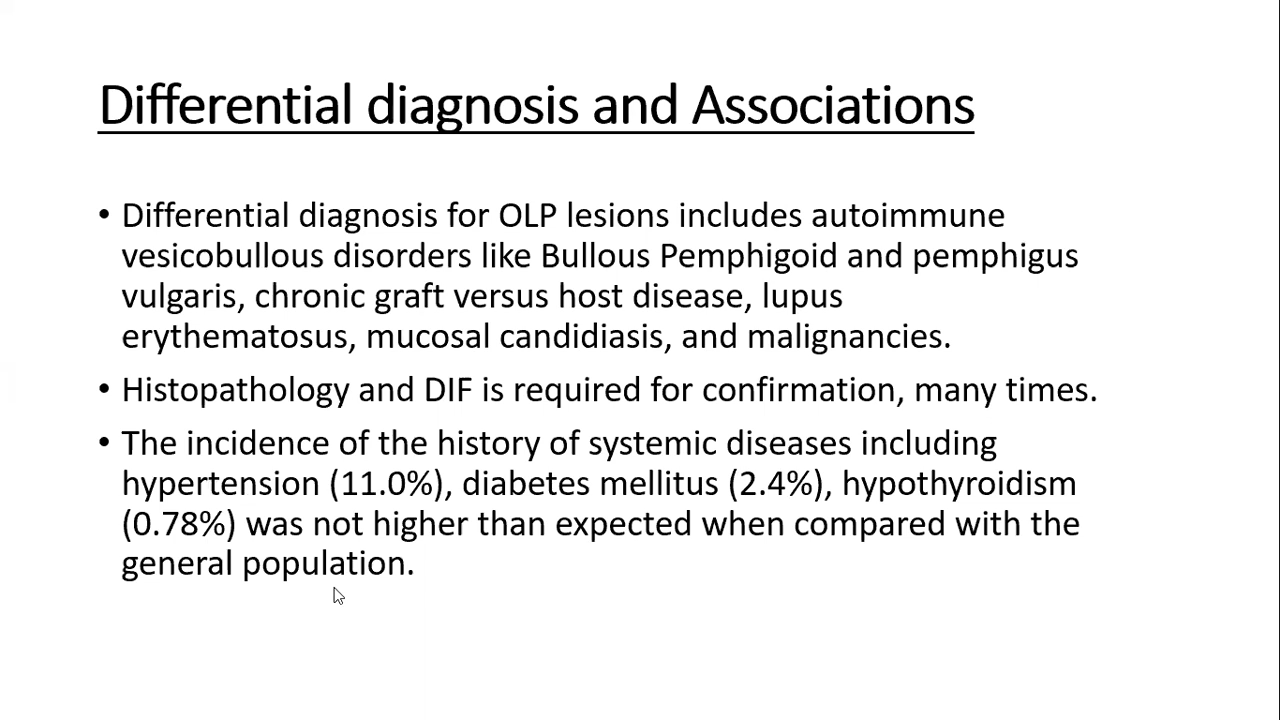 Differential diagnosis and Associations
• Differential diagnosis for OLP lesions includes autoimmune
vesicobullous disorders like Bullous Pemphigoid and pemphigus
vulgaris, chronic graft versus host disease, lupus
erythematosus, mucosal candidiasis, and malignancies.
• Histopathology and DIF is required for confirmation, many times.
• The incidence of the history of systemic diseases including
hypertension (11.0%), diabetes mellitus (2.4%), hypothyroidism
(0.78%) was not higher than expected when compared with the
general population.